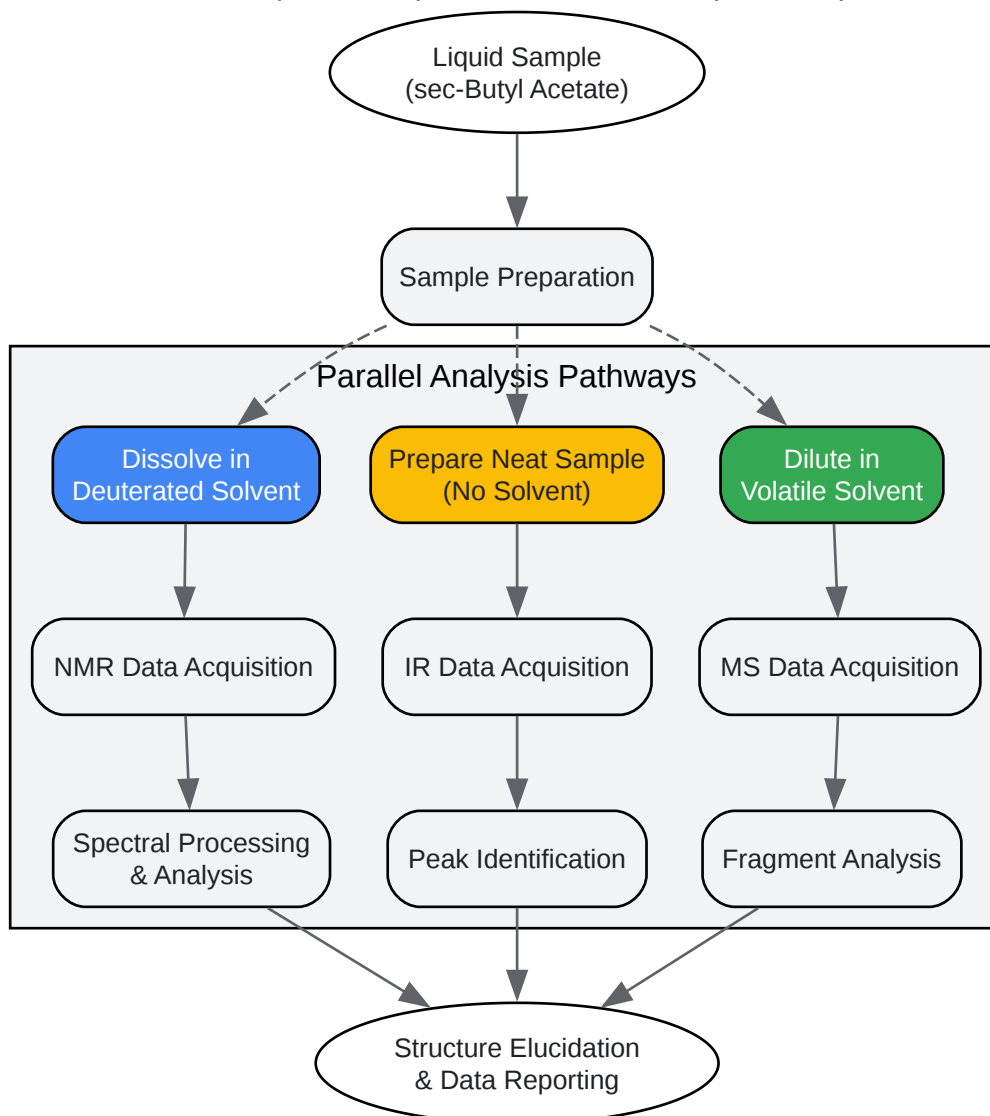 Liquid Sample
(sec-Butyl Acetate)
Sample Preparation
Parallel Analysis Pathways
Dissolve in
Deuterated Solvent
Prepare Neat Sample
(No Solvent)
Dilute in
Volatile Solvent
NMR Data Acquisition
IR Data Acquisition
MS Data Acquisition
Spectral Processing
& Analysis
Peak Identification
Fragment Analysis
Structure Elucidation
& Data Reporting